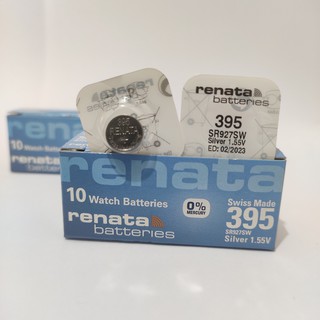 renata
batteries
395
SR927SW
Silver 1.55V
ED: 02/2023
395
RENATA
renata
10 Watch Batteries
renata
batteries
0%
MERCURY
Swiss Made
395
SR927SW
Silver 1.55V
10 Watch Batteries
renata